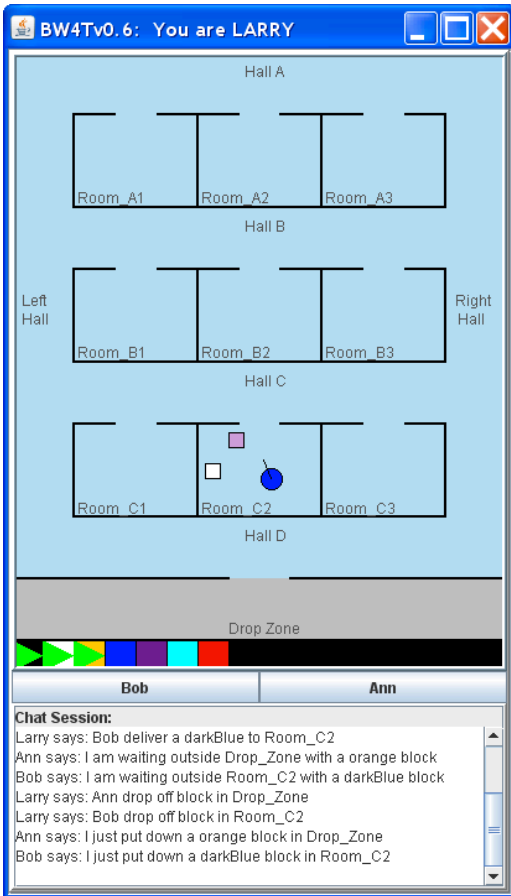 BW4Tv0.6: You are LARRY
Hall A
Room_A1 Room_A2 Room_A3
Hall B
Left Hall
Right Hall
Room_B1 Room_B2 Room_B3
Hall C
Room_C1 Room_C2 Room_C3
Hall D
Drop Zone
Bob Ann
Chat Session:
Larry says: Bob deliver a darkBlue to Room_C2
Ann says: I am waiting outside Drop_Zone with a orange block
Bob says: I am waiting outside Room_C2 with a darkBlue block
Larry says: Ann drop off block in Drop_Zone
Larry says: Bob drop off block in Room_C2
Ann says: I just put down a orange block in Drop_Zone
Bob says: I just put down a darkBlue block in Room_C2